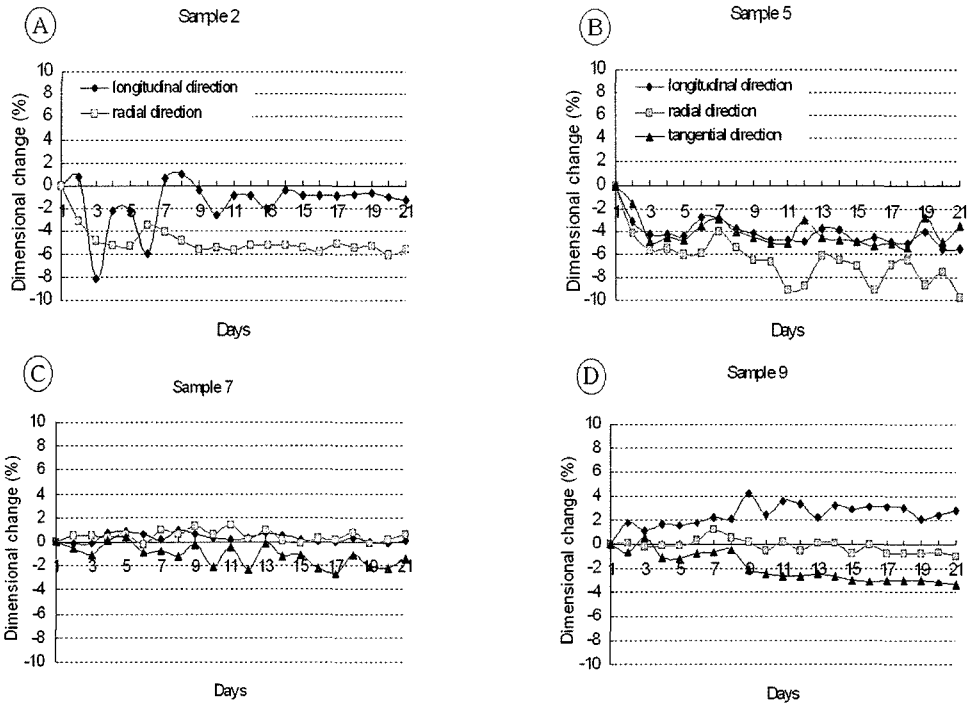 A
Sample 2
Dimensional change (%)
10
8
6
4
2
0
-2
-4
-6
-8
-10
longitudinal direction
radial direction
1 3 5 7 9 11 13 15 17 19 21
Days
B
Sample 5
Dimensional change (%)
10
8
6
4
2
0
-2
-4
-6
-8
-10
longitudinal direction
radial direction
tangential direction
1 3 5 7 9 11 13 15 17 19 21
Days
C
Sample 7
Dimensional change (%)
10
8
6
4
2
0
-2
-4
-6
-8
-10
1 3 5 7 9 11 13 15 17 19 21
Days
D
Sample 9
Dimensional change (%)
10
8
6
4
2
0
-2
-4
-6
-8
-10
1 3 5 7 9 11 13 15 17 19 21
Days